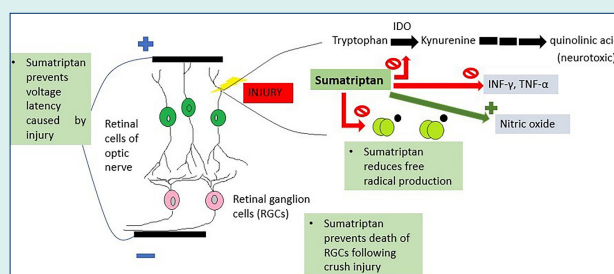 • Sumatriptan
prevents
voltage
latency
caused by
injury
+
–
Retinal
cells of
optic
nerve
INJURY
Retinal ganglion
cells (RGCs)
IDO
Tryptophan
Kynurenine
quinolinic aci
(neurotoxic)
Sumatriptan
INF-γ, TNF-α
+
Nitric oxide
• Sumatriptan
reduces free
radical production
• Sumatriptan
prevents death of
RGCs following
crush injury